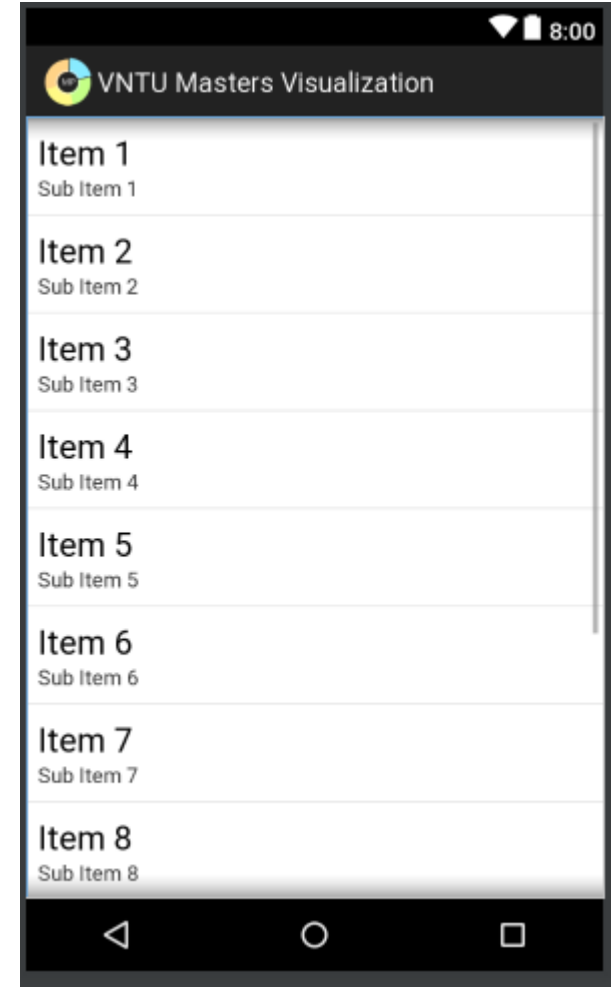 8:00
VNTU Masters Visualization
Item 1
Sub Item 1
Item 2
Sub Item 2
Item 3
Sub Item 3
Item 4
Sub Item 4
Item 5
Sub Item 5
Item 6
Sub Item 6
Item 7
Sub Item 7
Item 8
Sub Item 8